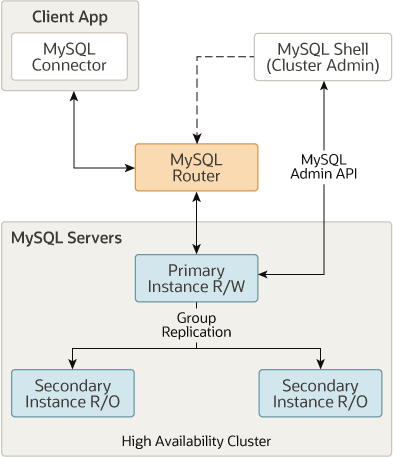 Client App
MySQL
Connector
MySQL Shell
(Cluster Admin)
MySQL
Router
MySQL
Admin API
MySQL Servers
Primary
Instance R/W
Group
Replication
Secondary
Instance R/O
Secondary
Instance R/O
High Availability Cluster